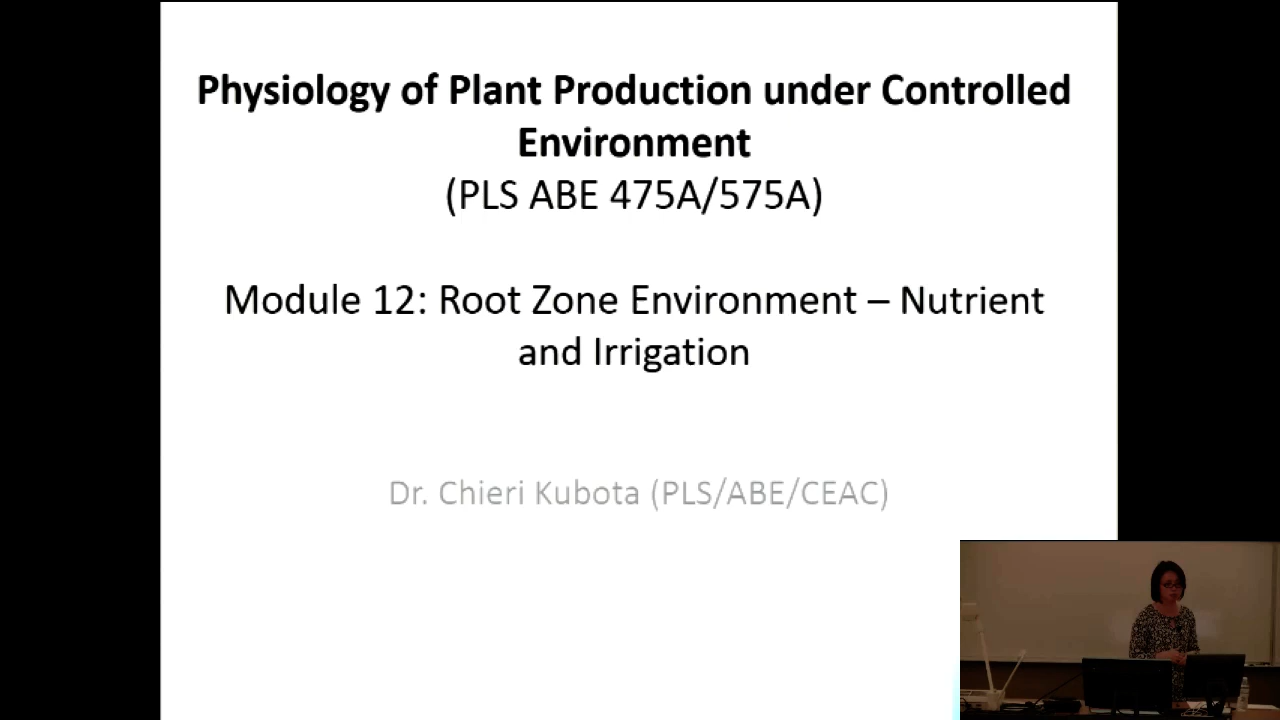 Physiology of Plant Production under Controlled
Environment
(PLS ABE 475A/575A)
Module 12: Root Zone Environment – Nutrient
and Irrigation
Dr. Chieri Kubota (PLS/ABE/CEAC)